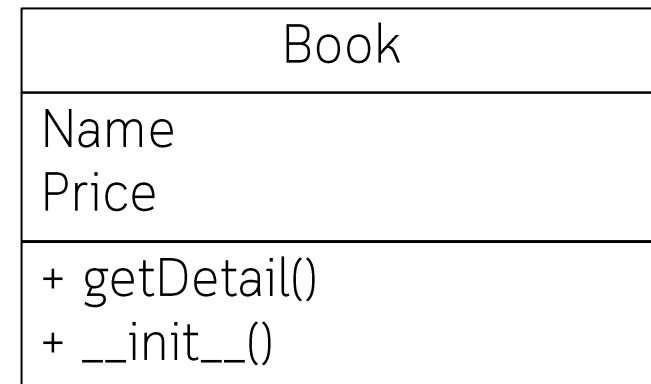 Book
Name
Price
+ getDetail()
+ __init__()